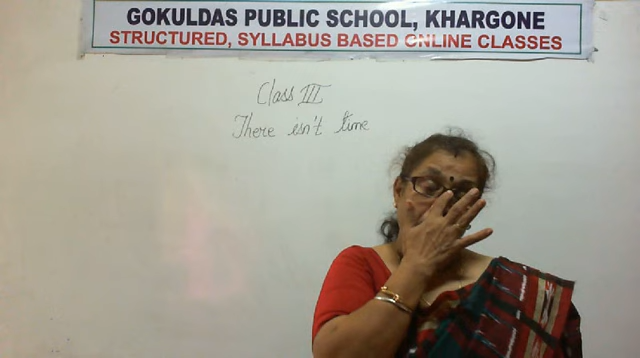 GOKULDAS PUBLIC SCHOOL, KHARGONE
STRUCTURED, SYLLABUS BASED ONLINE CLASSES
Class III
There isn't time